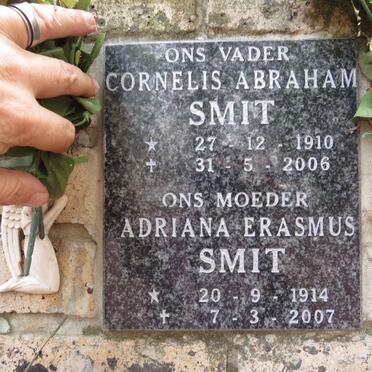 ONS VADER
CORNELIS ABRAHAM
SMIT
★ 27 - 12 - 1910
✝ 31 - 5 - 2006
ONS MOEDER
ADRIANA ERASMUS
SMIT
★ 20 - 9 - 1914
✝ 7 - 3 - 2007